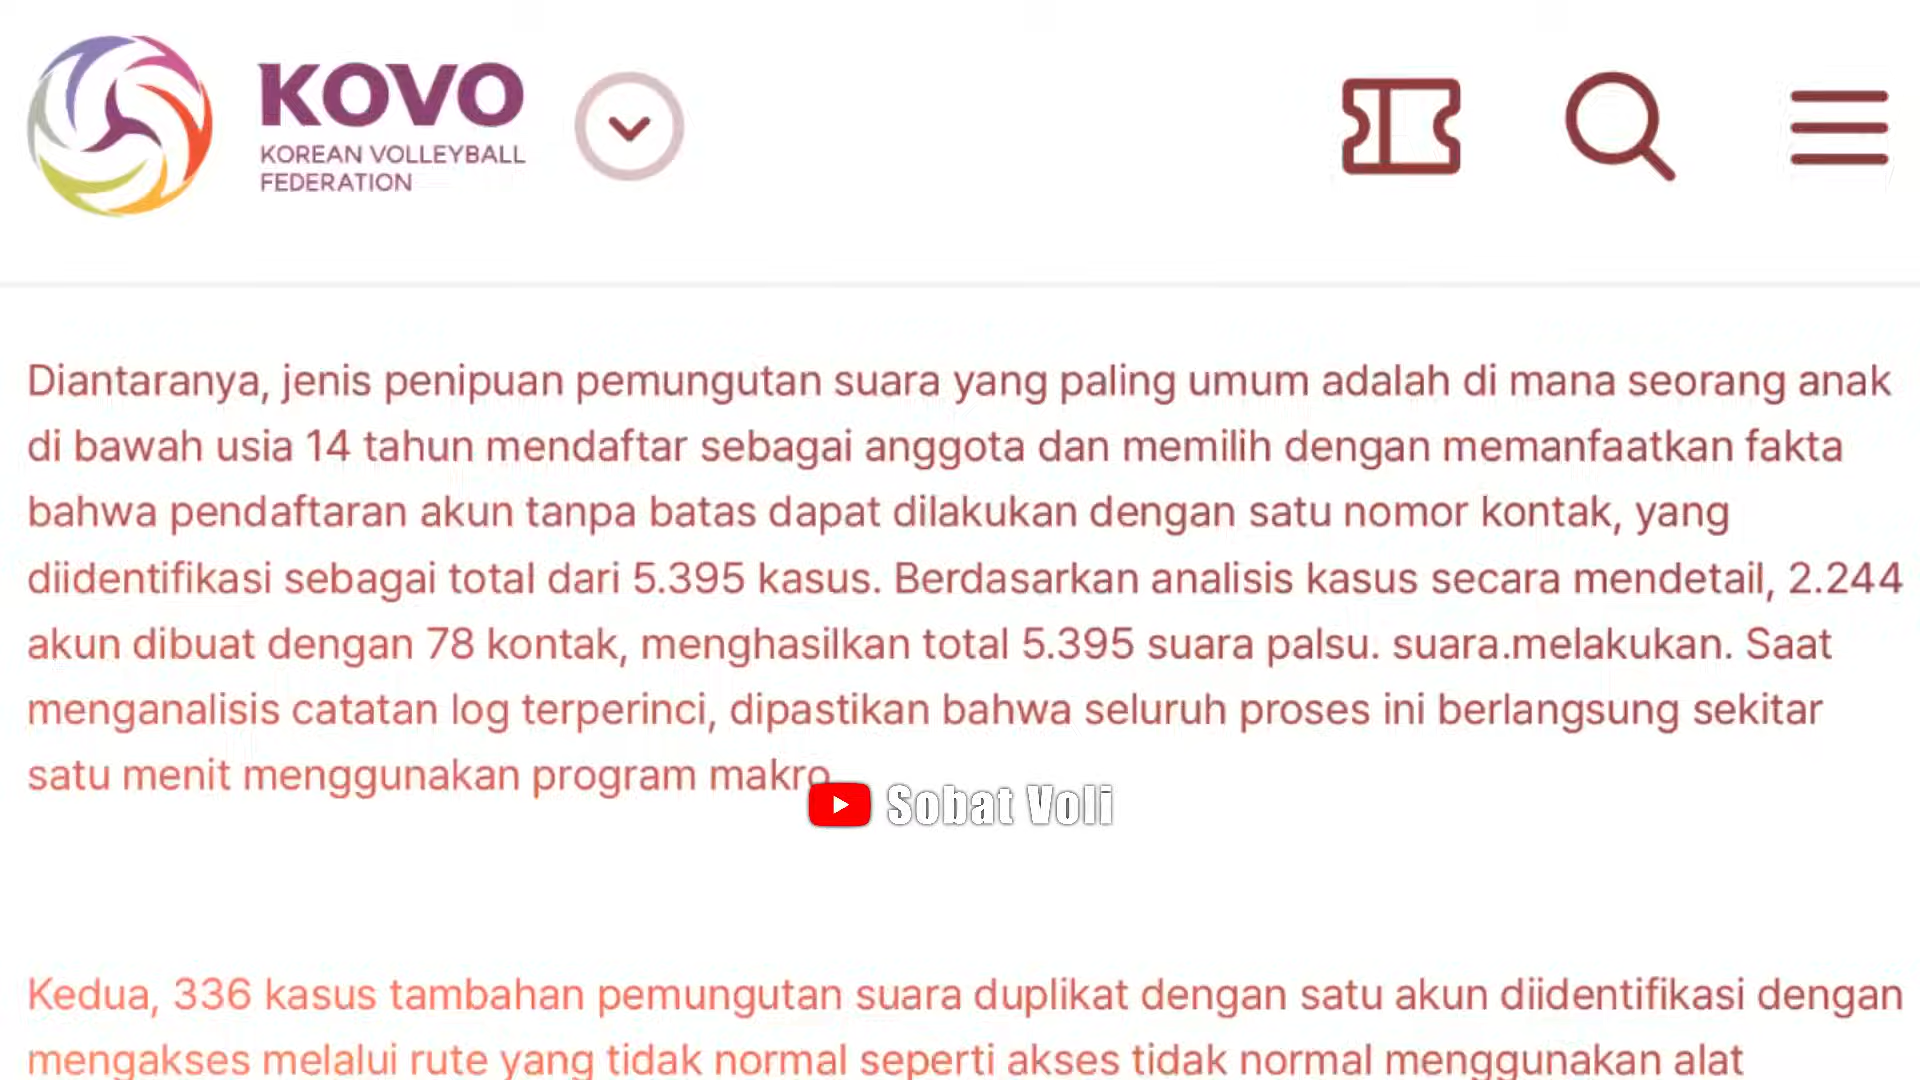 KOVO
KOREAN VOLLEYBALL
FEDERATION
Diantaranya, jenis penipuan pemungutan suara yang paling umum adalah di mana seorang anak
di bawah usia 14 tahun mendaftar sebagai anggota dan memilih dengan memanfaatkan fakta
bahwa pendaftaran akun tanpa batas dapat dilakukan dengan satu nomor kontak, yang
diidentifikasi sebagai total dari 5.395 kasus. Berdasarkan analisis kasus secara mendetail, 2.244
akun dibuat dengan 78 kontak, menghasilkan total 5.395 suara palsu. suara.melakukan. Saat
menganalisis catatan log terperinci, dipastikan bahwa seluruh proses ini berlangsung sekitar
satu menit menggunakan program makro
Sobat Voli
Kedua, 336 kasus tambahan pemungutan suara duplikat dengan satu akun diidentifikasi dengan
mengakses melalui rute yang tidak normal seperti akses tidak normal menggunakan alat